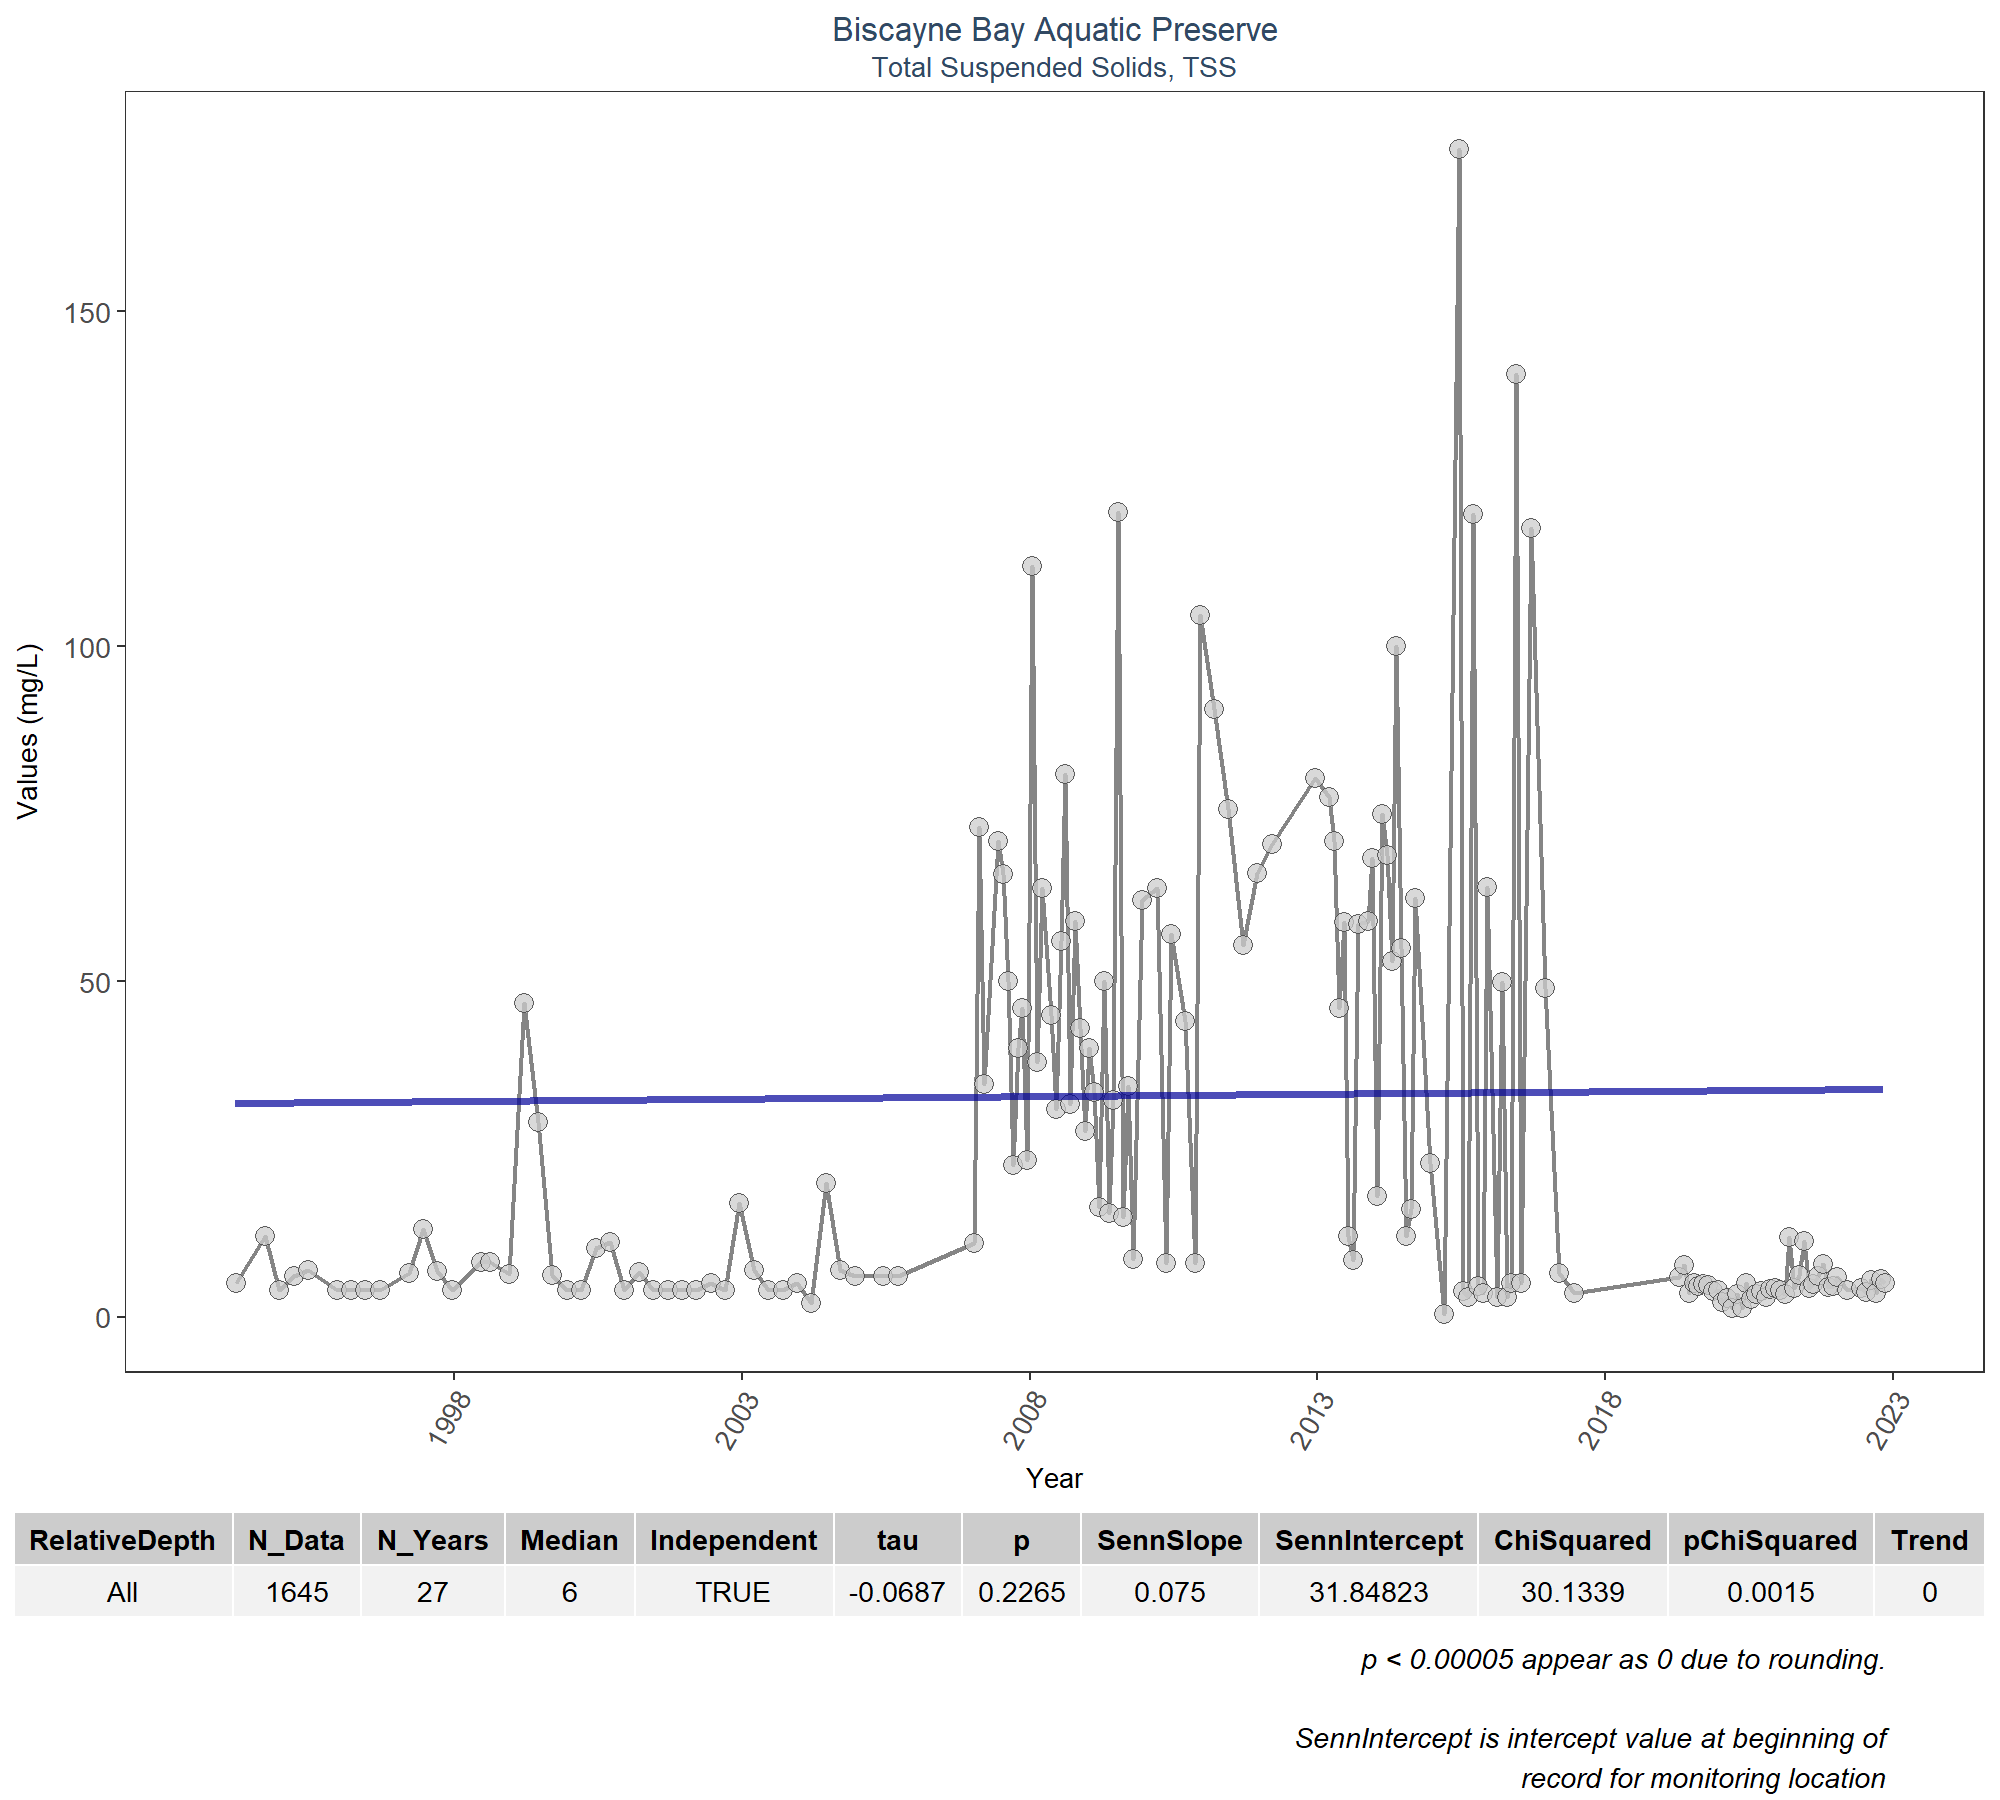 Biscayne Bay Aquatic Preserve
Total Suspended Solids, TSS
Values (mg/L)
150
100
50
0
1998
2003
2008
2013
2018
2023
Year
RelativeDepth N_Data N_Years Median Independent tau p SennSlope SennIntercept ChiSquared pChiSquared Trend
All 1645 27 6 TRUE -0.0687 0.2265 0.075 31.84823 30.1339 0.0015 0
p < 0.00005 appear as 0 due to rounding.
SennIntercept is intercept value at beginning of
record for monitoring location